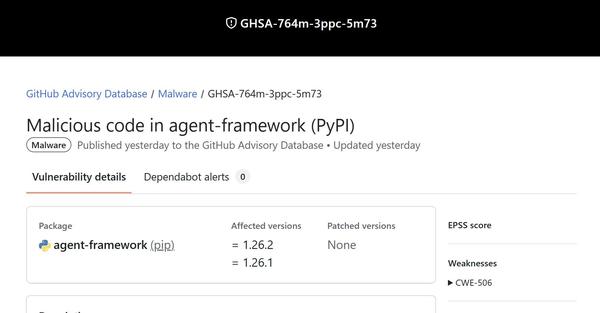 GHSA-764m-3ppc-5m73
GitHub Advisory Database / Malware / GHSA-764m-3ppc-5m73
Malicious code in agent-framework (PyPI)
Malware Published yesterday to the GitHub Advisory Database • Updated yesterday
Vulnerability details Dependabot alerts 0
Package Affected versions Patched versions
agent-framework (pip) = 1.26.2 None
= 1.26.1
EPSS score
Weaknesses
CWE-506